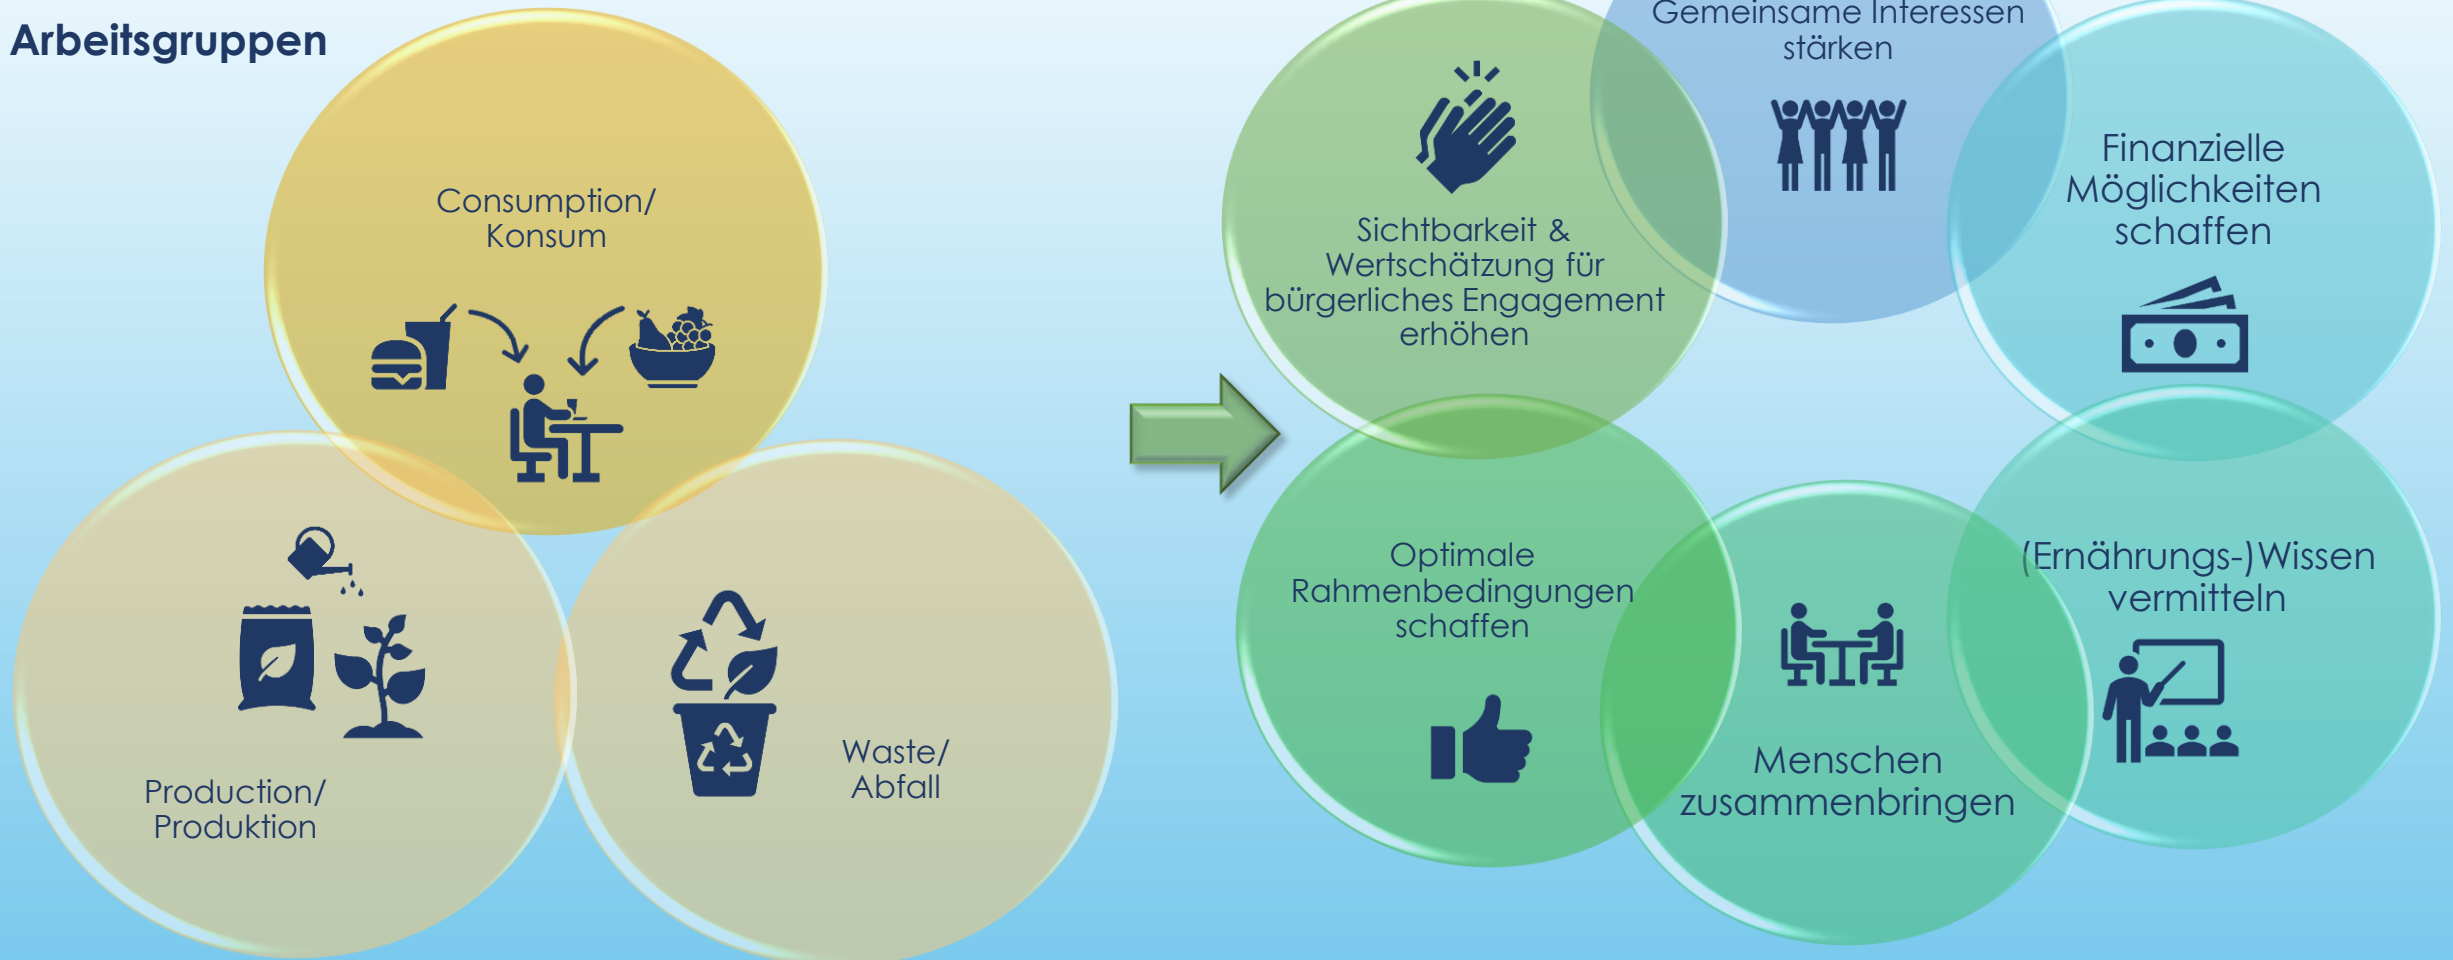 Arbeitsgruppen
Consumption/
Konsum
Production/
Produktion
Waste/
Abfall
Gemeinsame Interessen
stärken
Sichtbarkeit &
Wertschätzung für
bürgerliches Engagement
erhöhen
Finanzielle
Möglichkeiten
schaffen
Optimale
Rahmenbedingungen
schaffen
Menschen
zusammenbringen
(Ernährungs-)Wissen
vermitteln